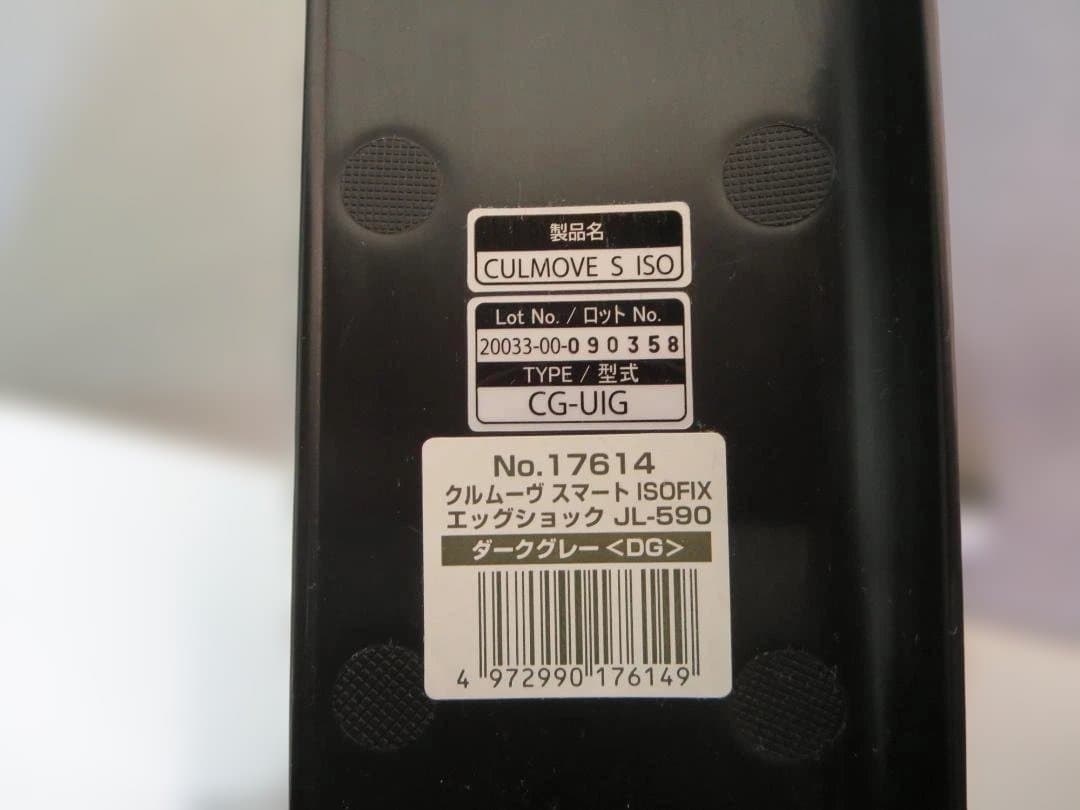 製品名
CULMOVE S ISO
Lot No. / ロット No.
20033-00-090358
TYPE / 型式
CG-UIG
No.17614
クルムーヴ スマート ISOFIX
エッグショック JL-590
ダークグレー<DG>
4 972990 176149